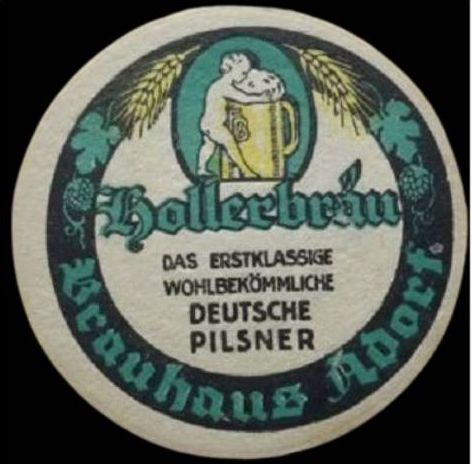 Hollerbräu
DAS ERSTKLASSIGE
WOHLBEKÖMMLICHE
DEUTSCHE
PILSNER
Brauhaus Adorf